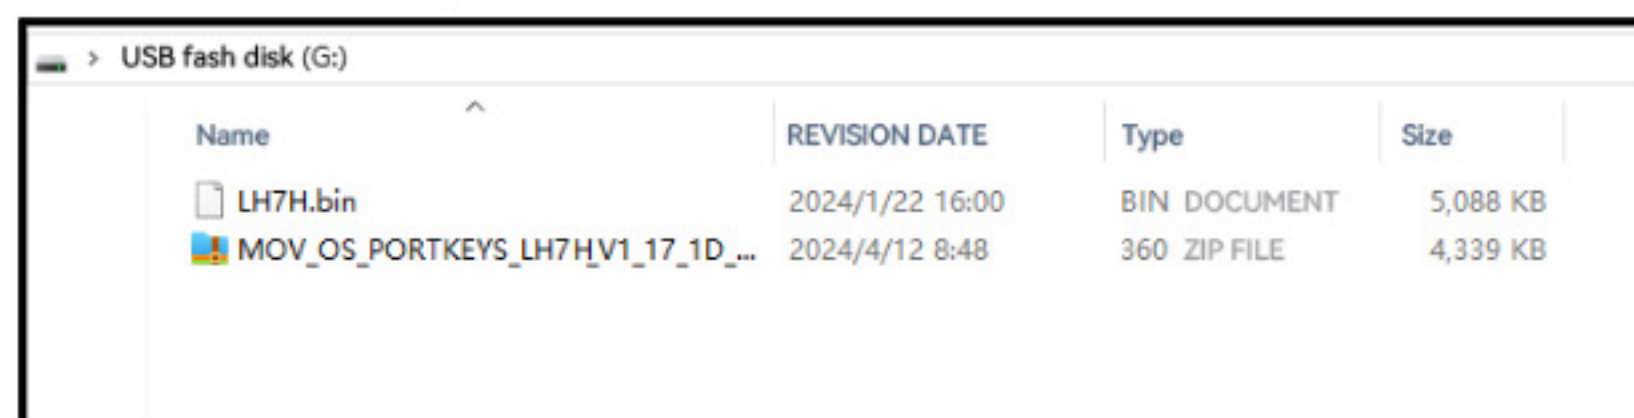 > USB fash disk (G:)
Name REVISION DATE Type Size
LH7H.bin 2024/1/22 16:00 BIN DOCUMENT 5,088 KB
MOV_OS_PORTKEYS_LH7H_V1_17_1D_... 2024/4/12 8:48 360 ZIP FILE 4,339 KB